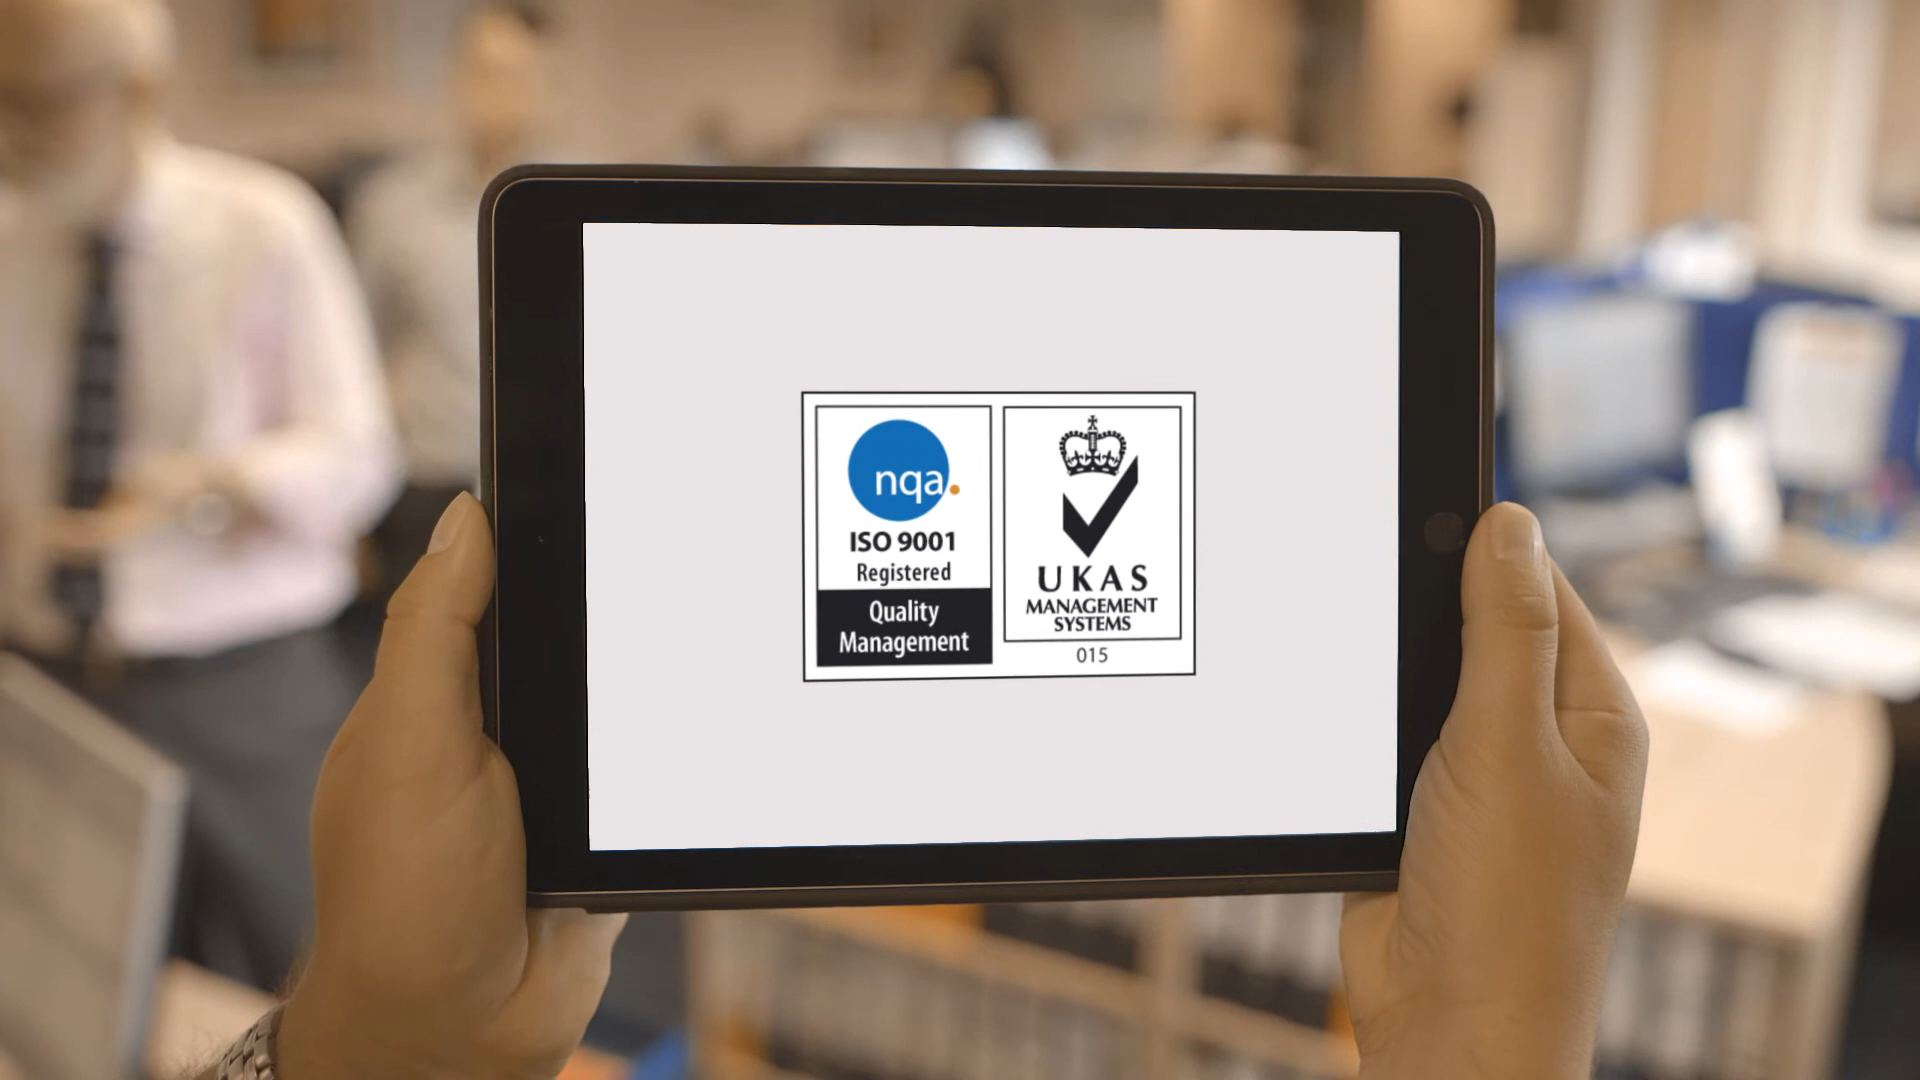 nqa.
ISO 9001
Registered
Quality
Management
UKAS
MANAGEMENT
SYSTEMS
015